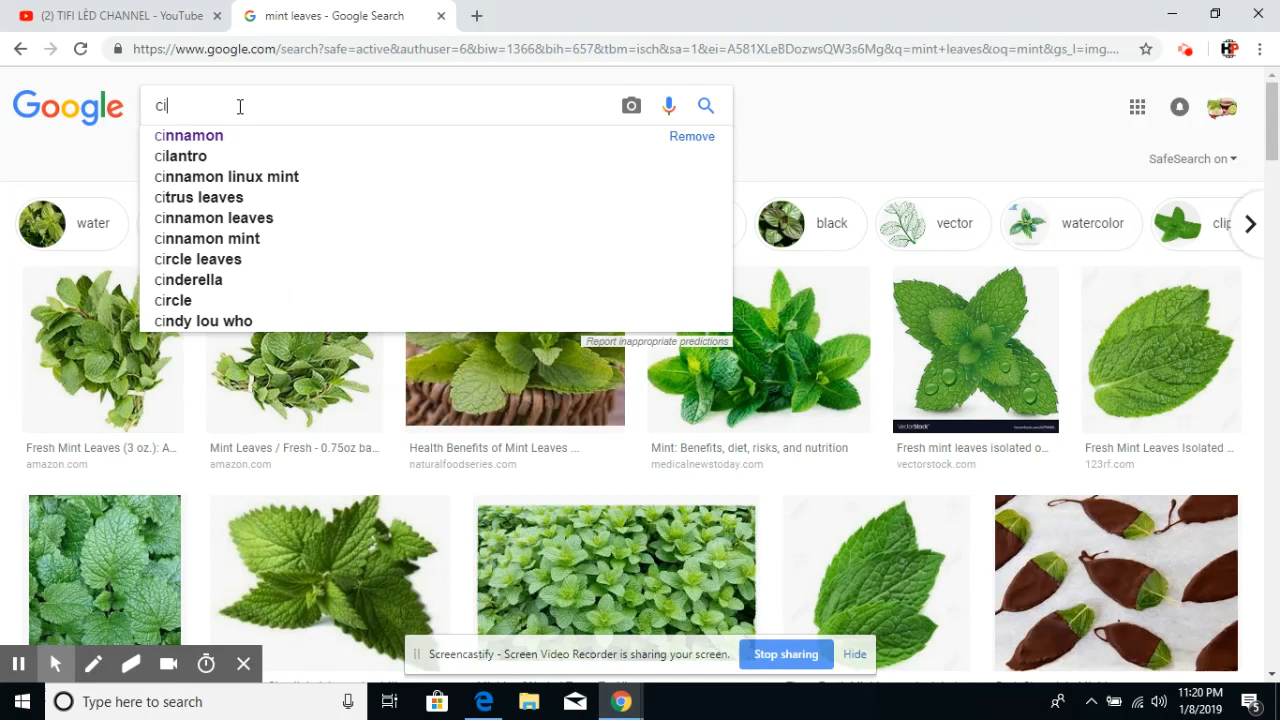 (2) TIFI LÈD CHANNEL - YouTube
mint leaves - Google Search
https://www.google.com/search?safe=active&authuser=6&biw=1366&bih=657&tbm=isch&sa=1&ei=A581XLeBDozwsQW3s6Mg&q=mint+leaves&oq=mint&gs_l=img....
Google
ci
cinnamon
Remove
cilantro
cinnamon linux mint
citrus leaves
cinnamon leaves
cinnamon mint
circle leaves
cinderella
circle
cindy lou who
Report inappropriate predictions
SafeSearch on
water
black
vector
watercolor
clip
VectorStock
Fresh Mint Leaves (3 oz.): A...
amazon.com
Mint Leaves / Fresh - 0.75oz ba...
amazon.com
Health Benefits of Mint Leaves ...
naturalfoodseries.com
Mint: Benefits, diet, risks, and nutrition
medicalnewstoday.com
Fresh mint leaves isolated o...
vectorstock.com
Fresh Mint Leaves Isolated ...
123rf.com
Screencastify - Screen Video Recorder is sharing your screen.
Stop sharing
Hide
Type here to search
11:20 PM
1/8/2019
5